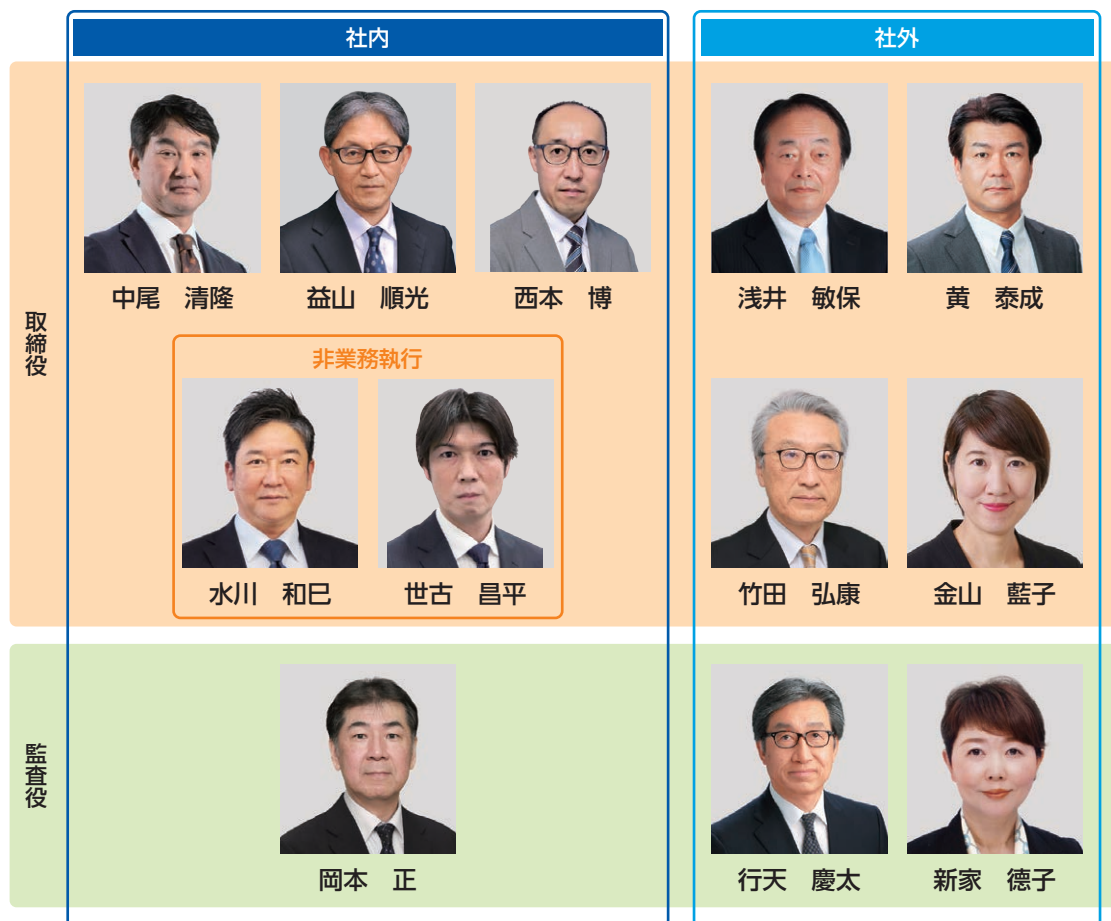 社内
社外
取締役
中尾　清隆
益山　順光
西本　博
浅井　敏保
黄　泰成
非業務執行
水川　和巳
世古　昌平
竹田　弘康
金山　藍子
監査役
岡本　正
行天　慶太
新家　德子